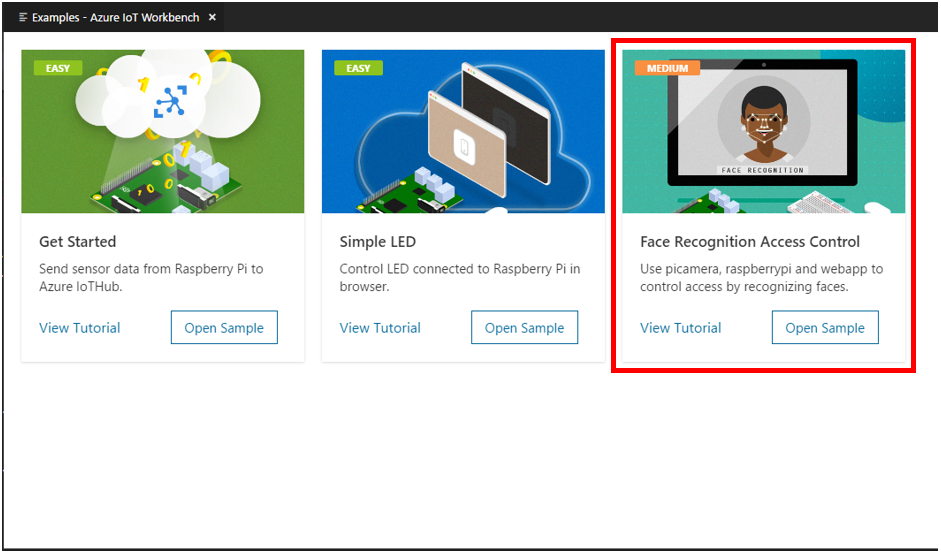 Examples - Azure IoT Workbench ×
EASY
Get Started
Send sensor data from Raspberry Pi to
Azure IoTHub.
View Tutorial
Open Sample
EASY
Simple LED
Control LED connected to Raspberry Pi in
browser.
View Tutorial
Open Sample
MEDIUM
FACE RECOGNITION
Face Recognition Access Control
Use picamera, raspberrypi and webapp to
control access by recognizing faces.
View Tutorial
Open Sample